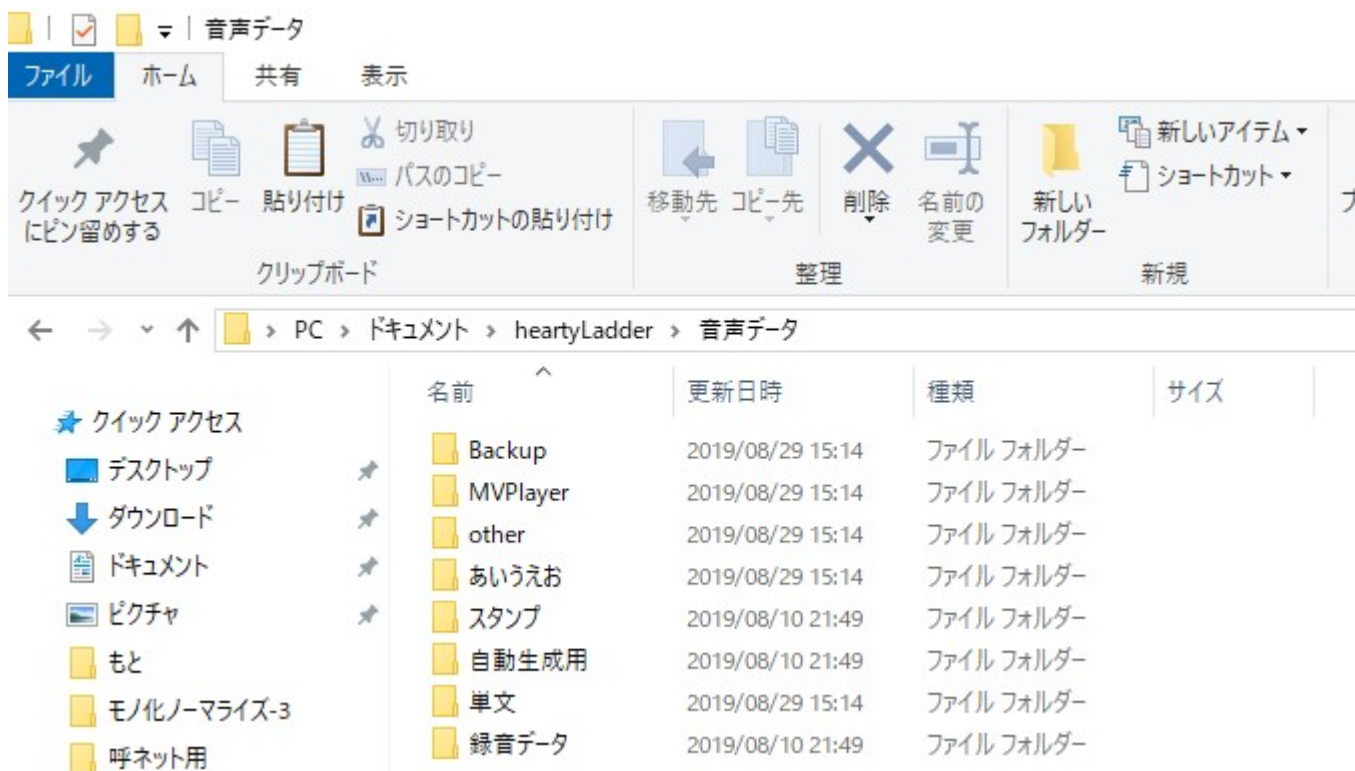 音声データ
ファイル ホーム 共有 表示
クイック アクセス
にピン留めする
コピー
貼り付け
切り取り
パスのコピー
ショートカットの貼り付け
クリップボード
移動先
コピー先
削除
名前の
変更
整理
新しい
フォルダー
新しいアイテム
ショートカット
新規
PC › ドキュメント › heartyLadder › 音声データ
クイック アクセス
デスクトップ
ダウンロード
ドキュメント
ピクチャ
もと
モノ化ノーマライズ-3
呼ネット用
名前 更新日時 種類 サイズ
Backup 2019/08/29 15:14 ファイル フォルダー
MVPlayer 2019/08/29 15:14 ファイル フォルダー
other 2019/08/29 15:14 ファイル フォルダー
あいうえお 2019/08/29 15:14 ファイル フォルダー
スタンプ 2019/08/10 21:49 ファイル フォルダー
自動生成用 2019/08/10 21:49 ファイル フォルダー
単文 2019/08/29 15:14 ファイル フォルダー
録音データ 2019/08/10 21:49 ファイル フォルダー